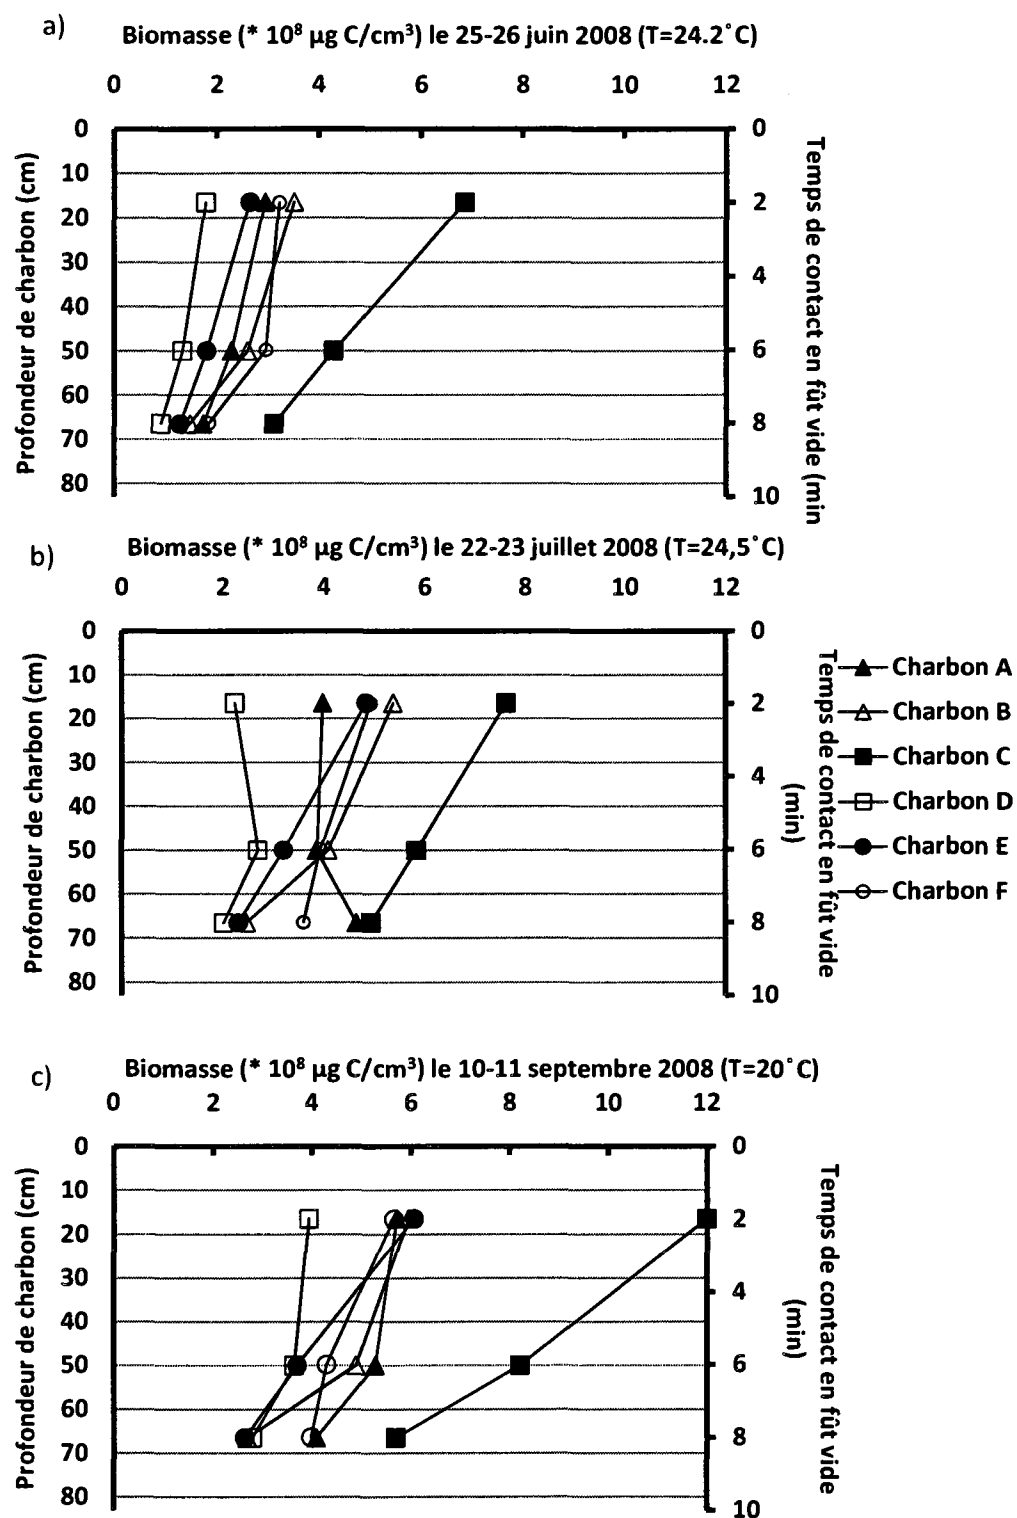 a)
Biomasse (* 10⁸ µg C/cm³) le 25-26 juin 2008 (T=24.2°C)
0 2 4 6 8 10 12
Profondeur de charbon (cm)
0
10
20
30
40
50
60
70
80
0
2
4
6
8
10
Temps de contact en fût vide (min
b)
Biomasse (* 10⁸ µg C/cm³) le 22-23 juillet 2008 (T=24,5°C)
0 2 4 6 8 10 12
Profondeur de charbon (cm)
0
10
20
30
40
50
60
70
80
0
2
4
6
8
10
Temps de contact en fût vide
(min)
Charbon A
Charbon B
Charbon C
Charbon D
Charbon E
Charbon F
c)
Biomasse (* 10⁸ µg C/cm³) le 10-11 septembre 2008 (T=20°C)
0 2 4 6 8 10 12
Profondeur de charbon (cm)
0
10
20
30
40
50
60
70
80
0
2
4
6
8
10
Temps de contact en fût vide
(min)